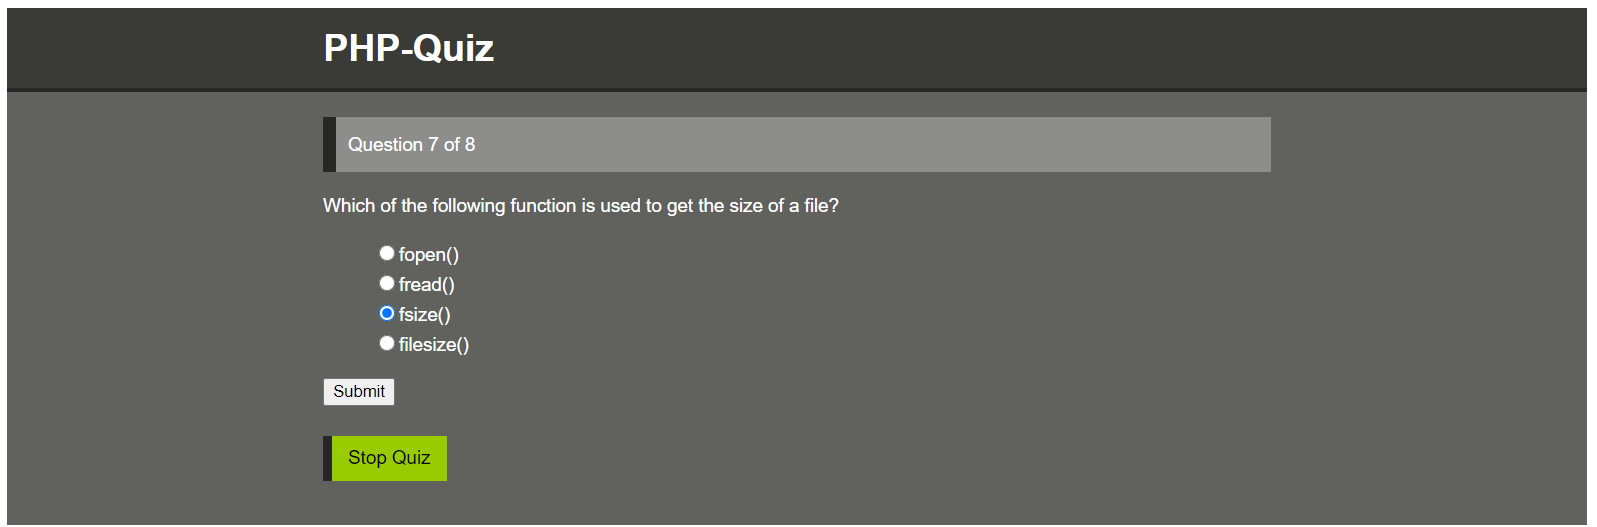 PHP-Quiz
Question 7 of 8
Which of the following function is used to get the size of a file?
fopen()
fread()
fsize()
filesize()
Submit
Stop Quiz